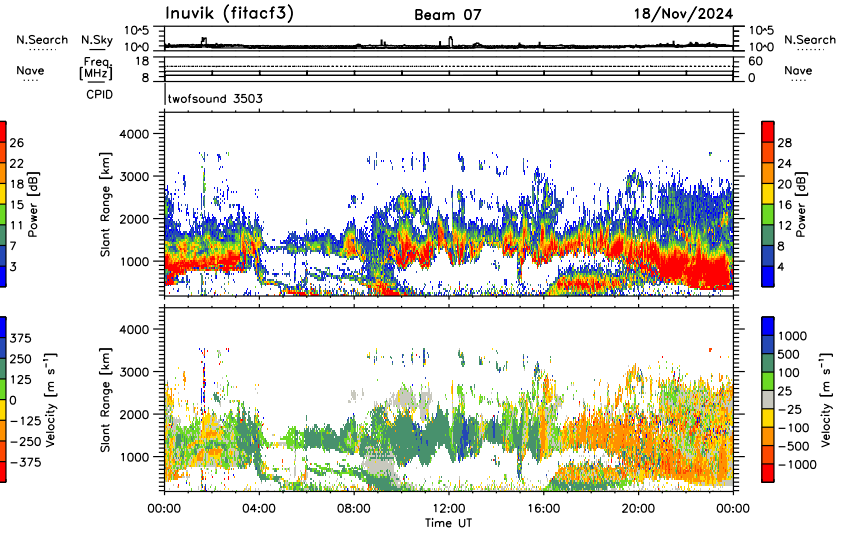 Inuvik (fitacf3) Beam 07 18/Nov/2024
N.Search N.Sky 10^5 10^0 10^5 10^0 N.Search
Nave Freq. [MHz] 18 8 60 0 Nave
CPID twofsound 3503
Power [dB] 26 22 18 15 11 7 3
Slant Range [km] 4000 3000 2000 1000
28 24 20 16 12 8 4 Power [dB]
Velocity [m s⁻¹] 375 250 125 0 −125 −250 −375
Slant Range [km] 4000 3000 2000 1000
1000 500 100 25 −25 −100 −500 −1000 Velocity [m s⁻¹]
00:00 04:00 08:00 12:00 16:00 20:00 00:00
Time UT